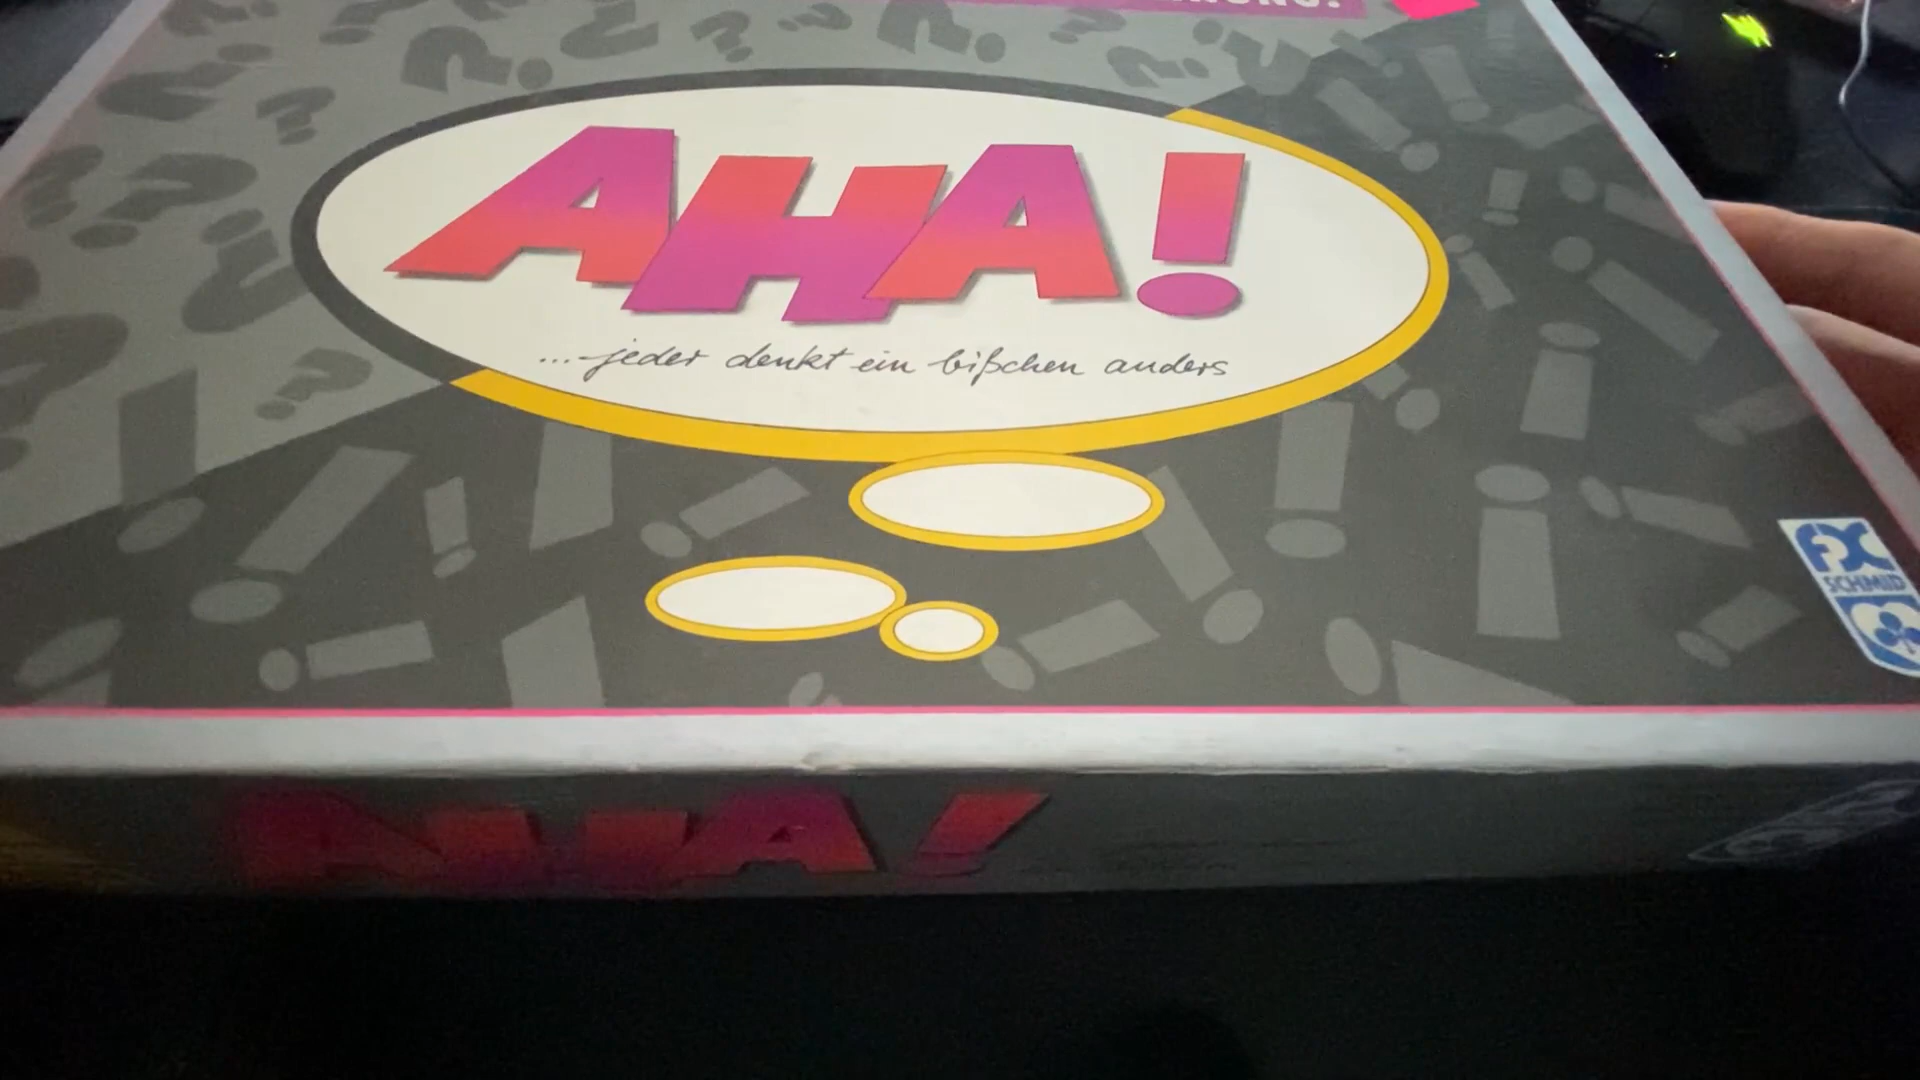 AHA!
...jeder denkt ein bißchen anders
FX
SCHMID
AHA!